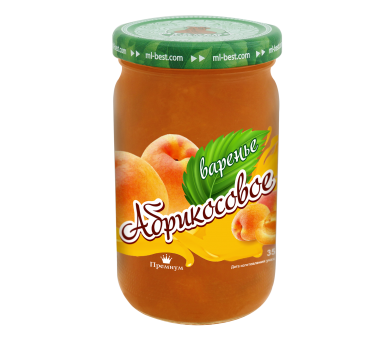 ml-best.com ▸▸ ml-best.com ▸▸
варенье
Абрикосовое
Премиум